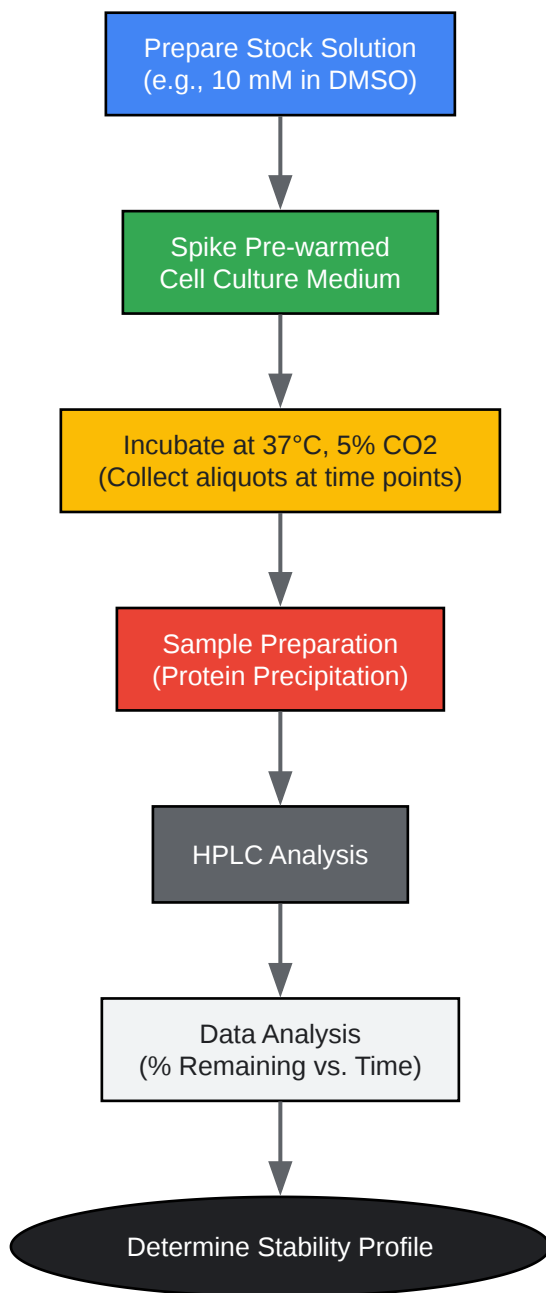 Prepare Stock Solution
(e.g., 10 mM in DMSO)
Spike Pre-warmed
Cell Culture Medium
Incubate at 37°C, 5% CO2
(Collect aliquots at time points)
Sample Preparation
(Protein Precipitation)
HPLC Analysis
Data Analysis
(% Remaining vs. Time)
Determine Stability Profile